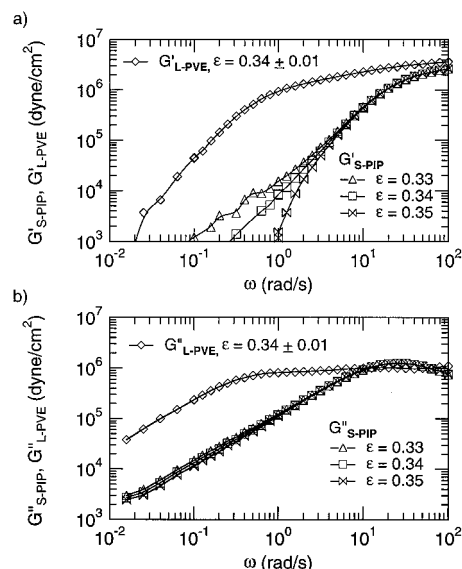 a)
10⁷
10⁶
10⁵
10⁴
10³
G'S-PIP, G'L-PVE (dyne/cm²)
G'L-PVE, ε = 0.34 ± 0.01
G'S-PIP
ε = 0.33
ε = 0.34
ε = 0.35
10⁻² 10⁻¹ 10⁰ 10¹ 10²
ω (rad/s)
b)
10⁷
10⁶
10⁵
10⁴
10³
G"S-PIP, G"L-PVE (dyne/cm²)
G"L-PVE, ε = 0.34 ± 0.01
G"S-PIP
ε = 0.33
ε = 0.34
ε = 0.35
10⁻² 10⁻¹ 10⁰ 10¹ 10²
ω (rad/s)